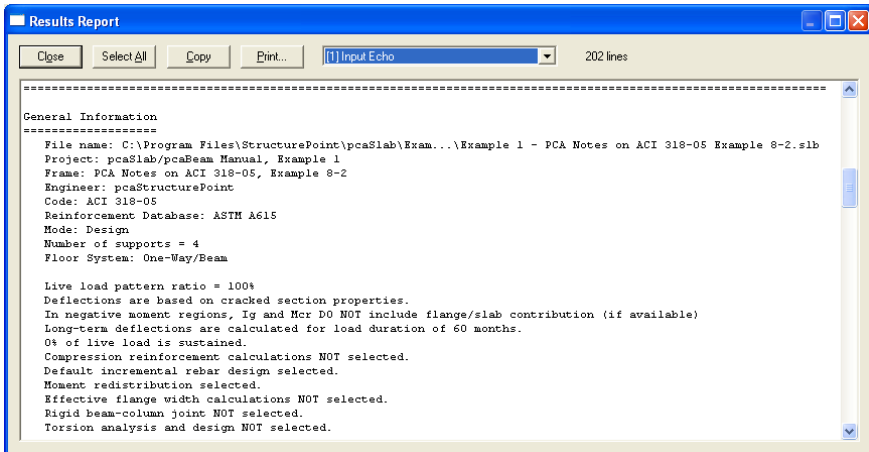 Results Report
Close Select All Copy Print... [1] Input Echo 202 lines
==================================================================================================================
General Information
===================
File name: C:\Program Files\StructurePoint\pcaSlab\Exam...\Example 1 - PCA Notes on ACI 318-05 Example 8-2.slb
Project: pcaSlab/pcaBeam Manual, Example 1
Frame: PCA Notes on ACI 318-05, Example 8-2
Engineer: pcaStructurePoint
Code: ACI 318-05
Reinforcement Database: ASTM A615
Mode: Design
Number of supports = 4
Floor System: One-Way/Beam
Live load pattern ratio = 100%
Deflections are based on cracked section properties.
In negative moment regions, Ig and Mcr DO NOT include flange/slab contribution (if available)
Long-term deflections are calculated for load duration of 60 months.
0% of live load is sustained.
Compression reinforcement calculations NOT selected.
Default incremental rebar design selected.
Moment redistribution selected.
Effective flange width calculations NOT selected.
Rigid beam-column joint NOT selected.
Torsion analysis and design NOT selected.